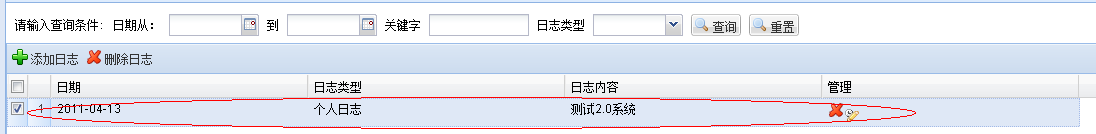 请输入查询条件: 日期从: 到 关键字 日志类型 查询 重置
添加日志 删除日志
日期 日志类型 日志内容 管理
1 2011-04-13 个人日志 测试2.0系统